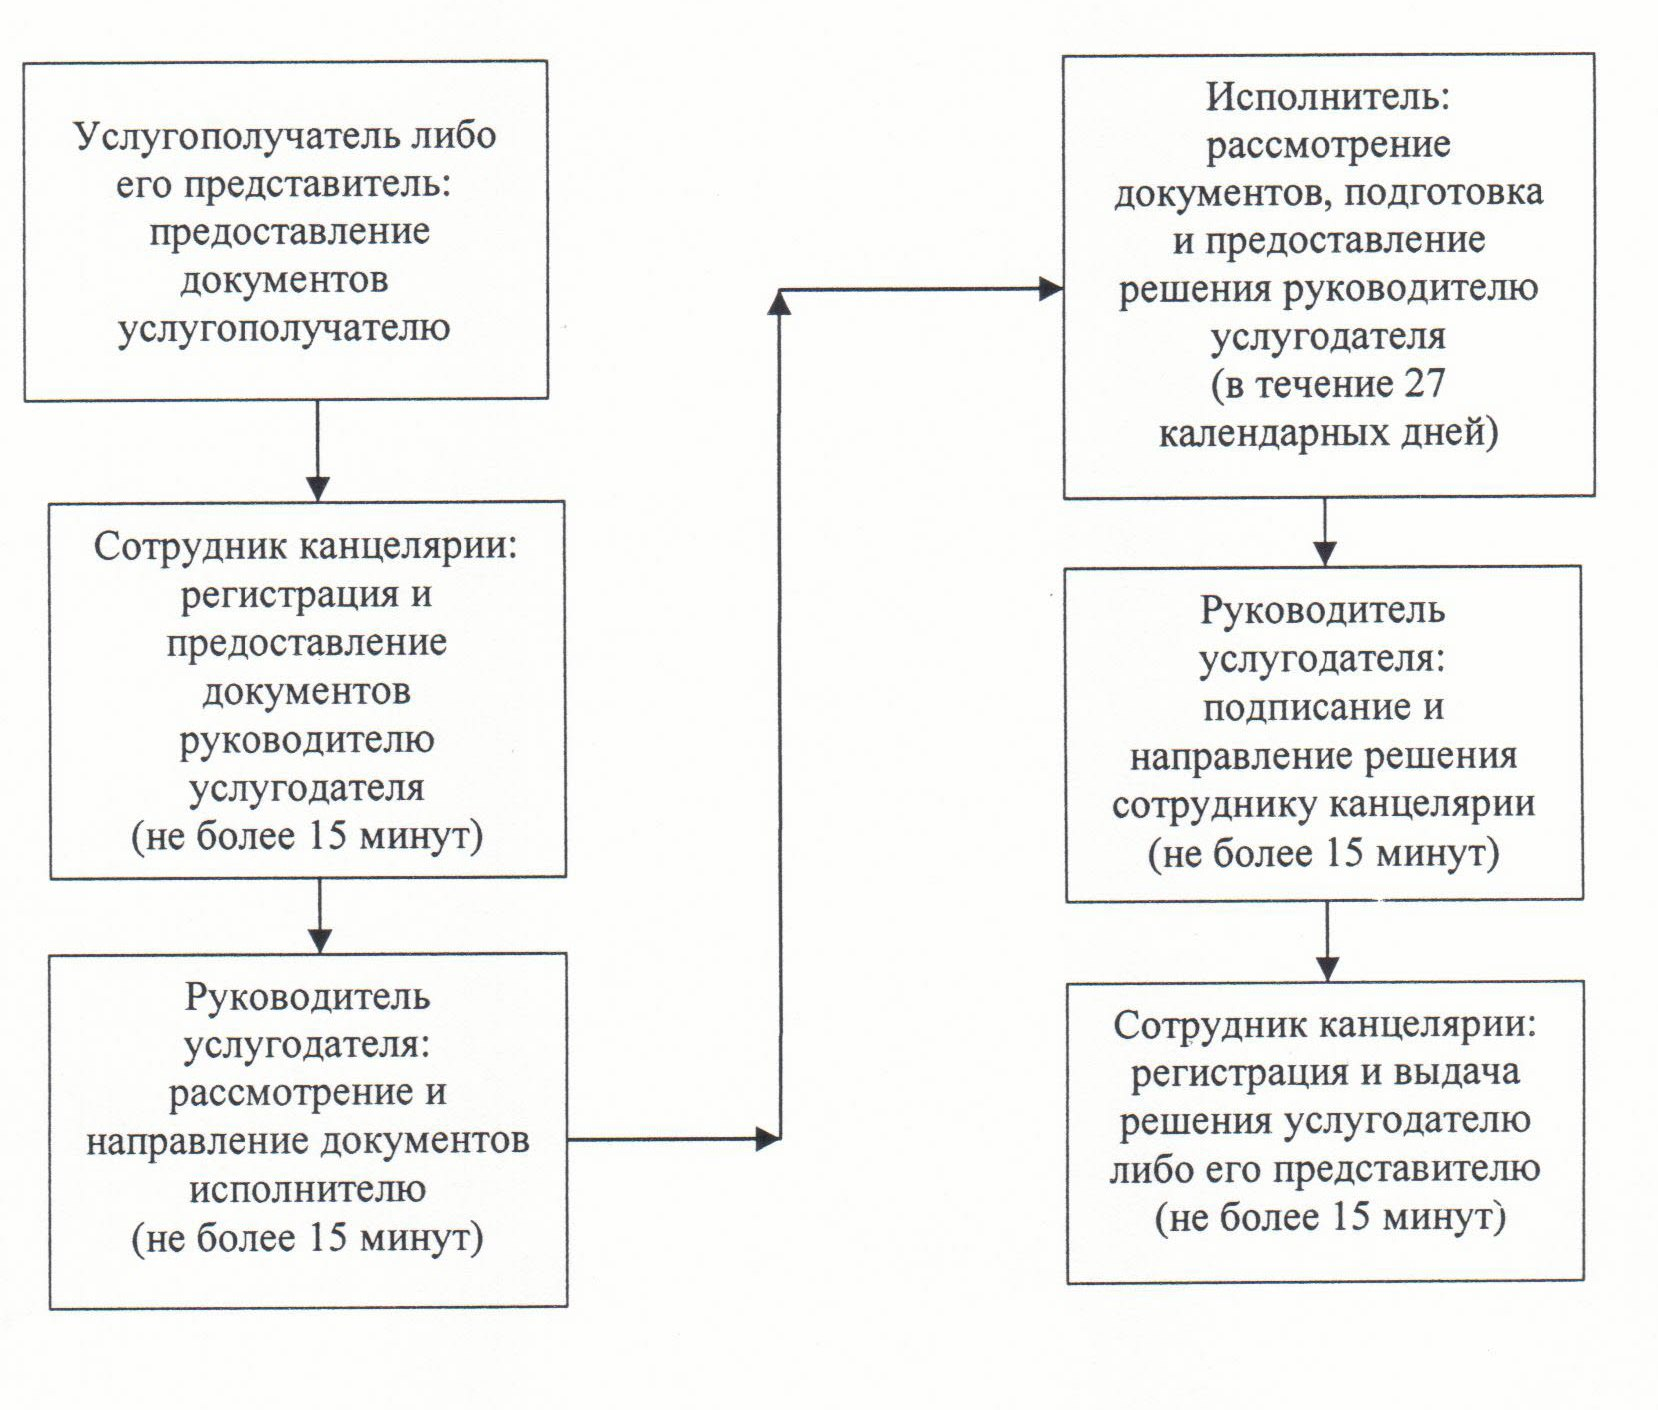 Услугополучатель либо
его представитель:
предоставление
документов
услугополучателю
Сотрудник канцелярии:
регистрация и
предоставление
документов
руководителю
услугодателя
(не более 15 минут)
Руководитель
услугодателя:
рассмотрение и
направление документов
исполнителю
(не более 15 минут)
Исполнитель:
рассмотрение
документов, подготовка
и предоставление
решения руководителю
услугодателя
(в течение 27
календарных дней)
Руководитель
услугодателя:
подписание и
направление решения
сотруднику канцелярии
(не более 15 минут)
Сотрудник канцелярии:
регистрация и выдача
решения услугодателю
либо его представителю
(не более 15 минут)